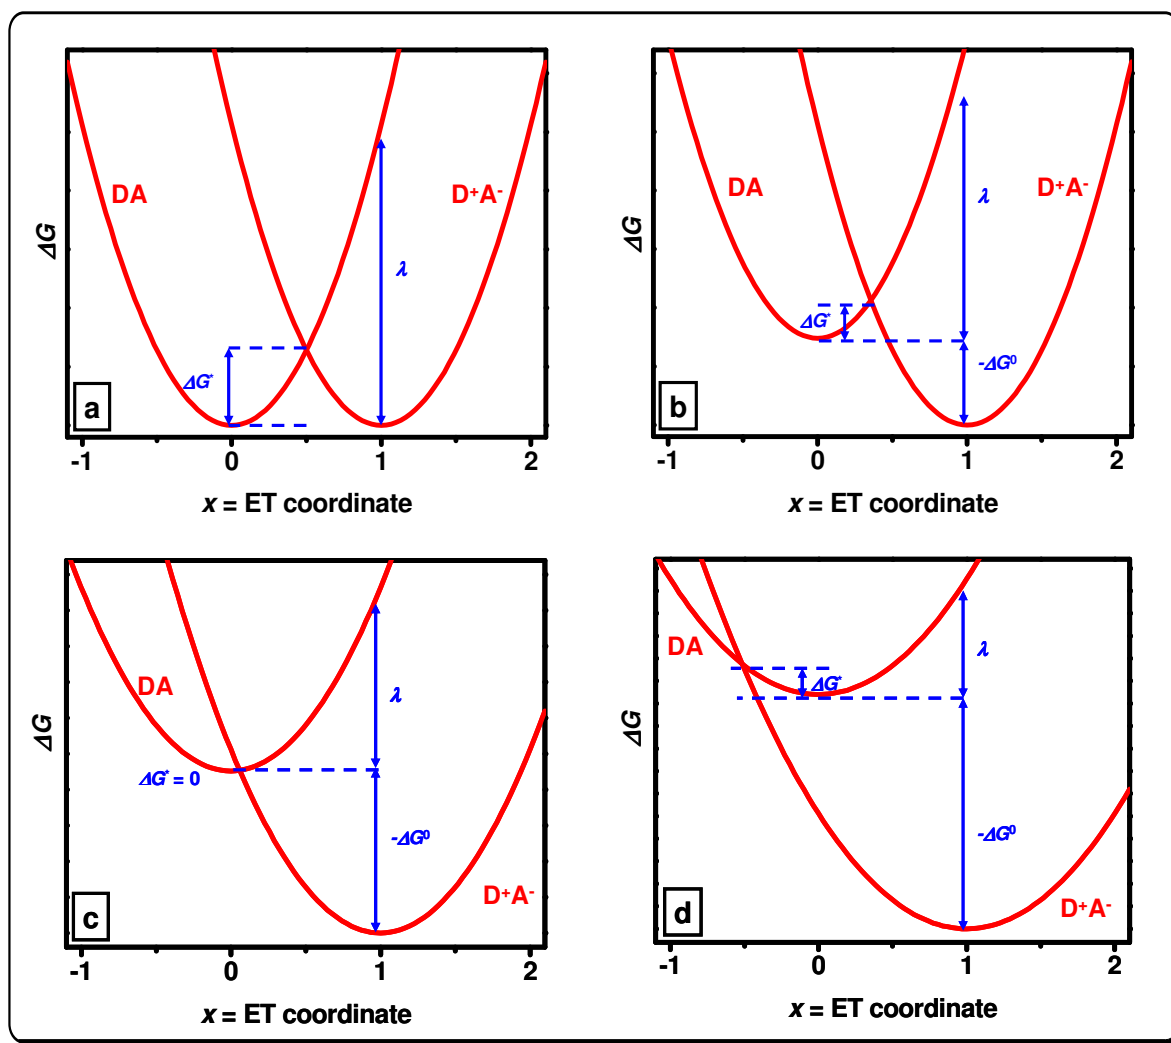 DA
D⁺A⁻
ΔG
λ
ΔG*
a
-1
0
1
2
x = ET coordinate
DA
D⁺A⁻
ΔG
λ
ΔG*
-ΔG⁰
b
-1
0
1
2
x = ET coordinate
DA
ΔG
λ
ΔG* = 0
-ΔG⁰
D⁺A⁻
c
-1
0
1
2
x = ET coordinate
DA
λ
ΔG*
ΔG
-ΔG⁰
D⁺A⁻
d
-1
0
1
2
x = ET coordinate